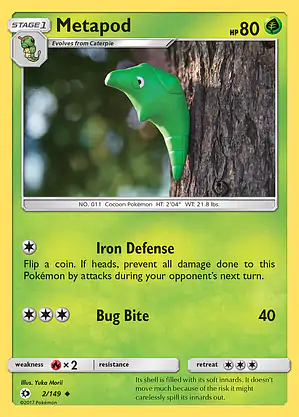 STAGE 1 Metapod HP 80
Evolves from Caterpie
NO. 011 Cocoon Pokémon HT: 2'04" WT: 21.8 lbs.
Iron Defense
Flip a coin. If heads, prevent all damage done to this
Pokémon by attacks during your opponent's next turn.
Bug Bite 40
weakness × 2 resistance retreat
Illus. Yuka Morii
2/149
©2017 Pokémon
Its shell is filled with its soft innards. It doesn't
move much because of the risk it might
carelessly spill its innards out.